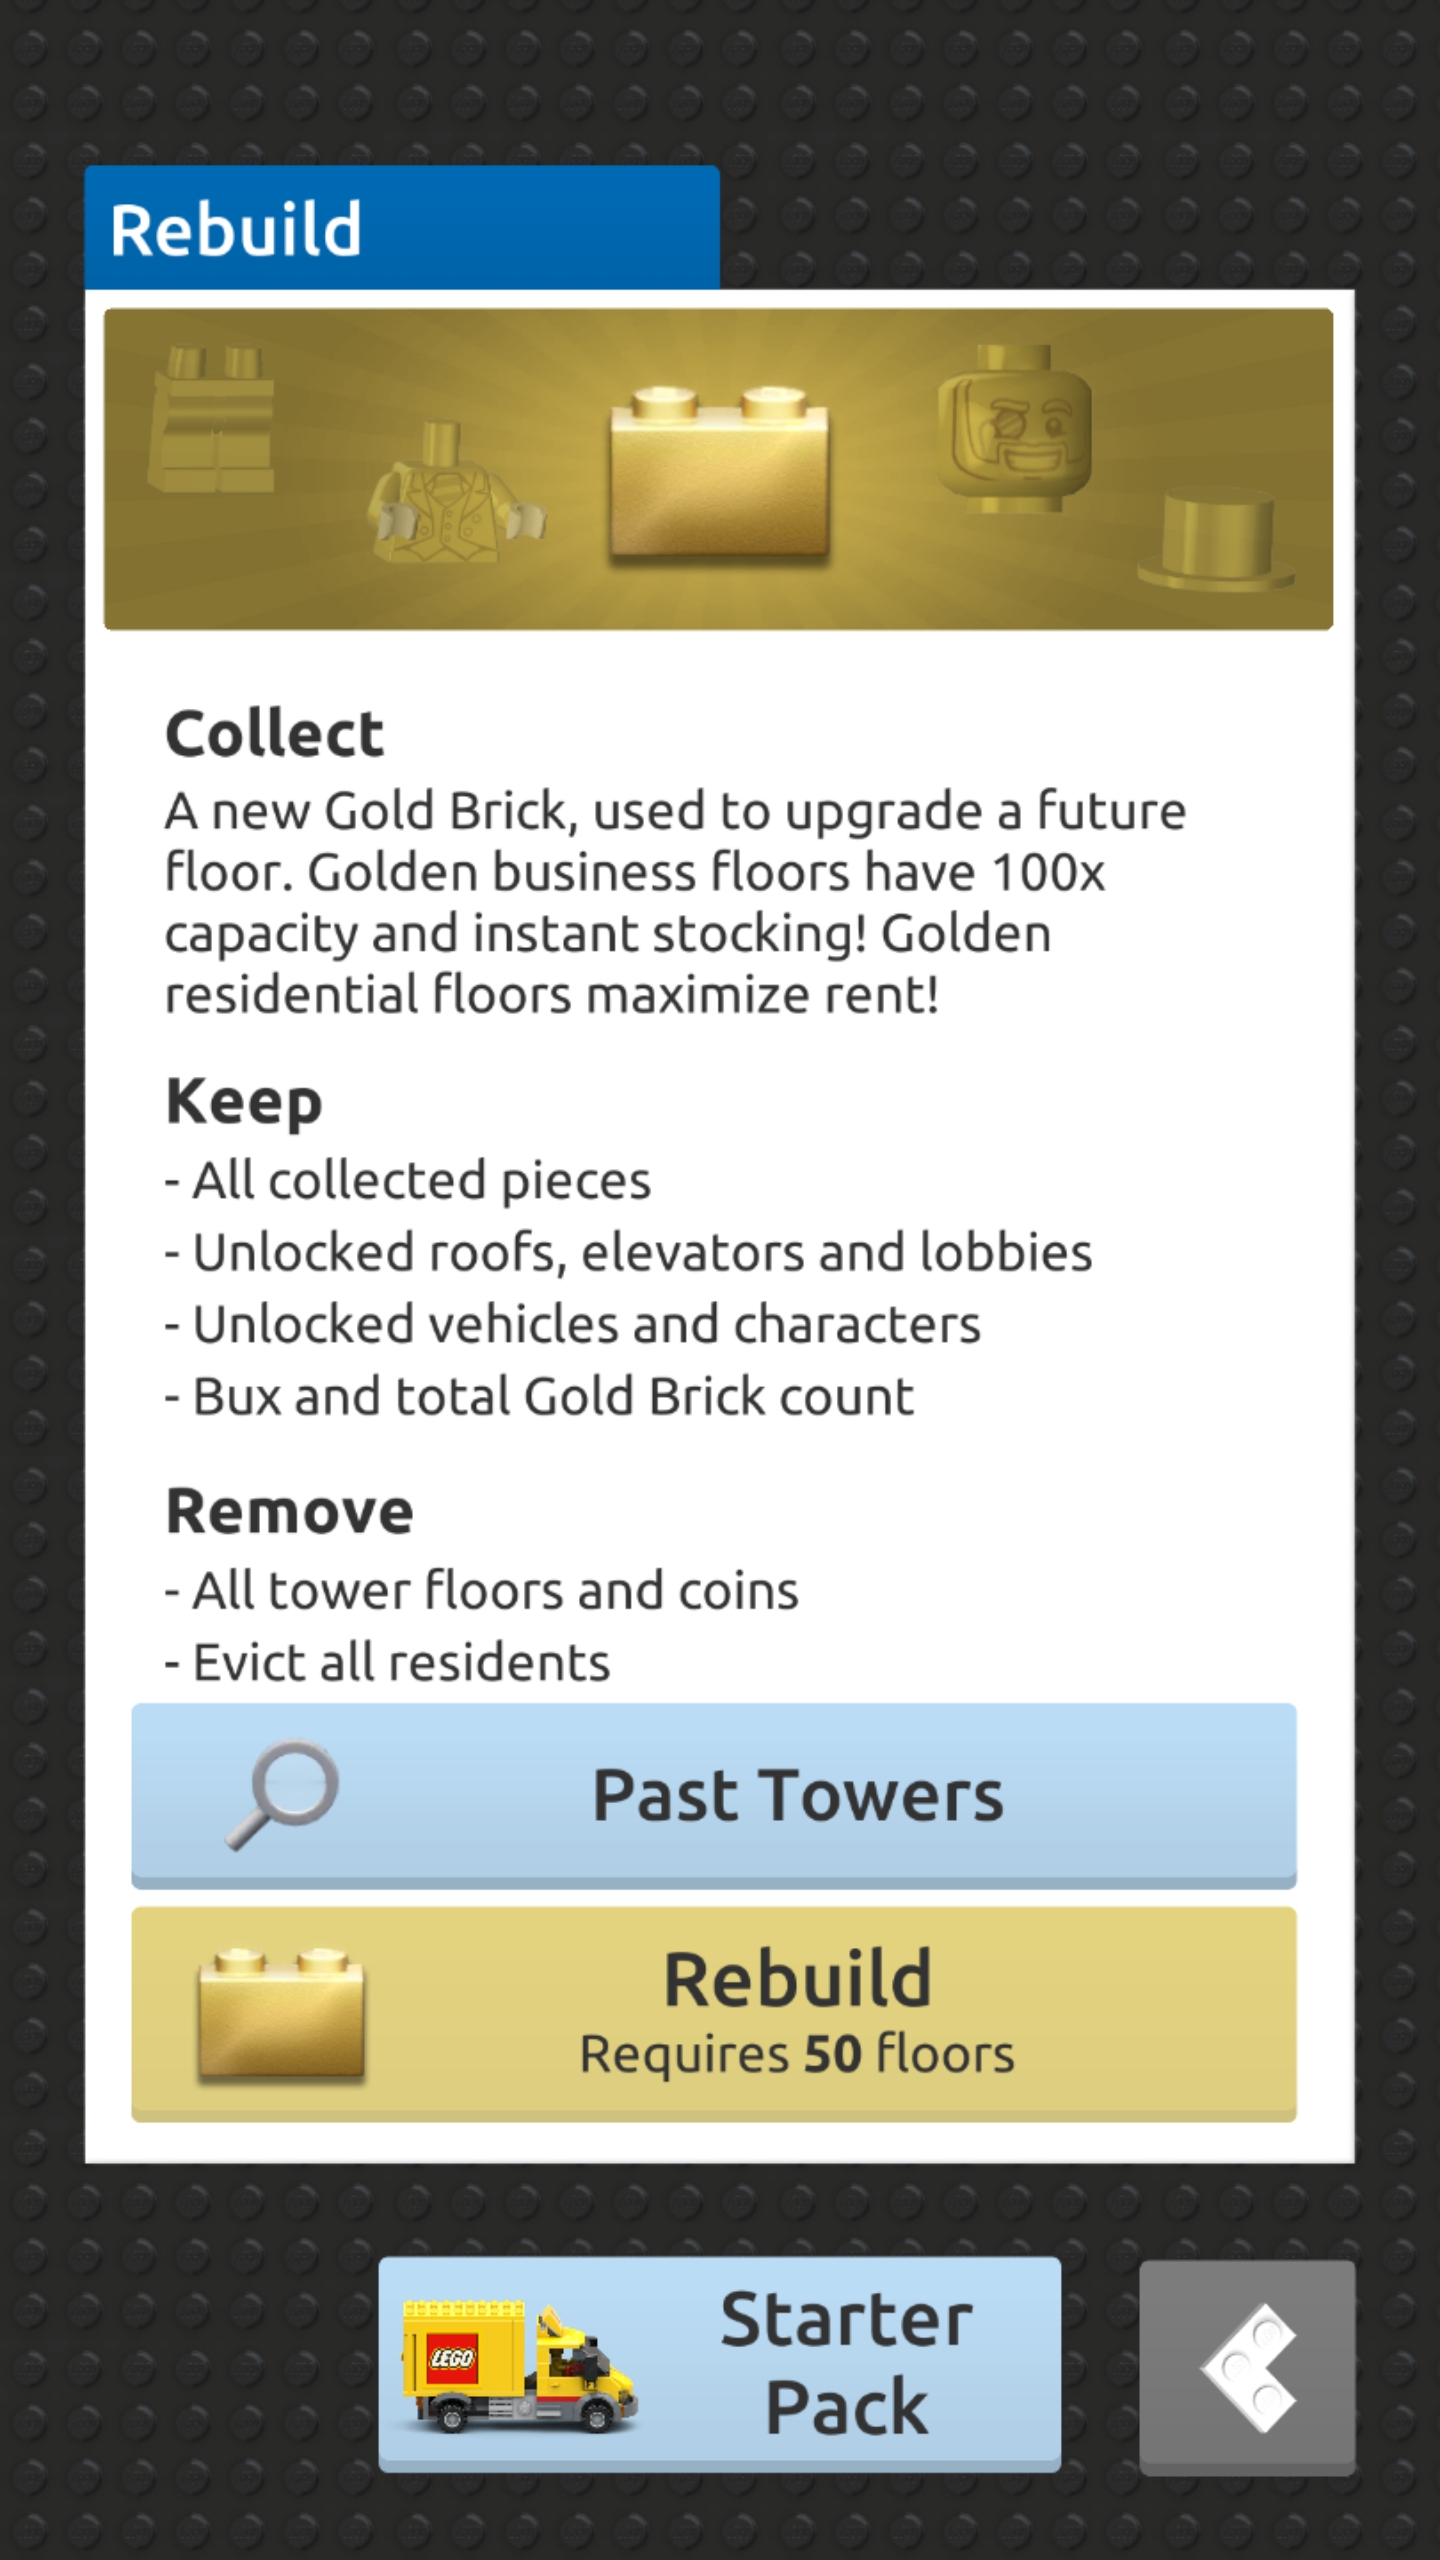 Rebuild
Collect
A new Gold Brick, used to upgrade a future
floor. Golden business floors have 100x
capacity and instant stocking! Golden
residential floors maximize rent!
Keep
- All collected pieces
- Unlocked roofs, elevators and lobbies
- Unlocked vehicles and characters
- Bux and total Gold Brick count
Remove
- All tower floors and coins
- Evict all residents
Past Towers
Rebuild
Requires 50 floors
LEGO
Starter
Pack